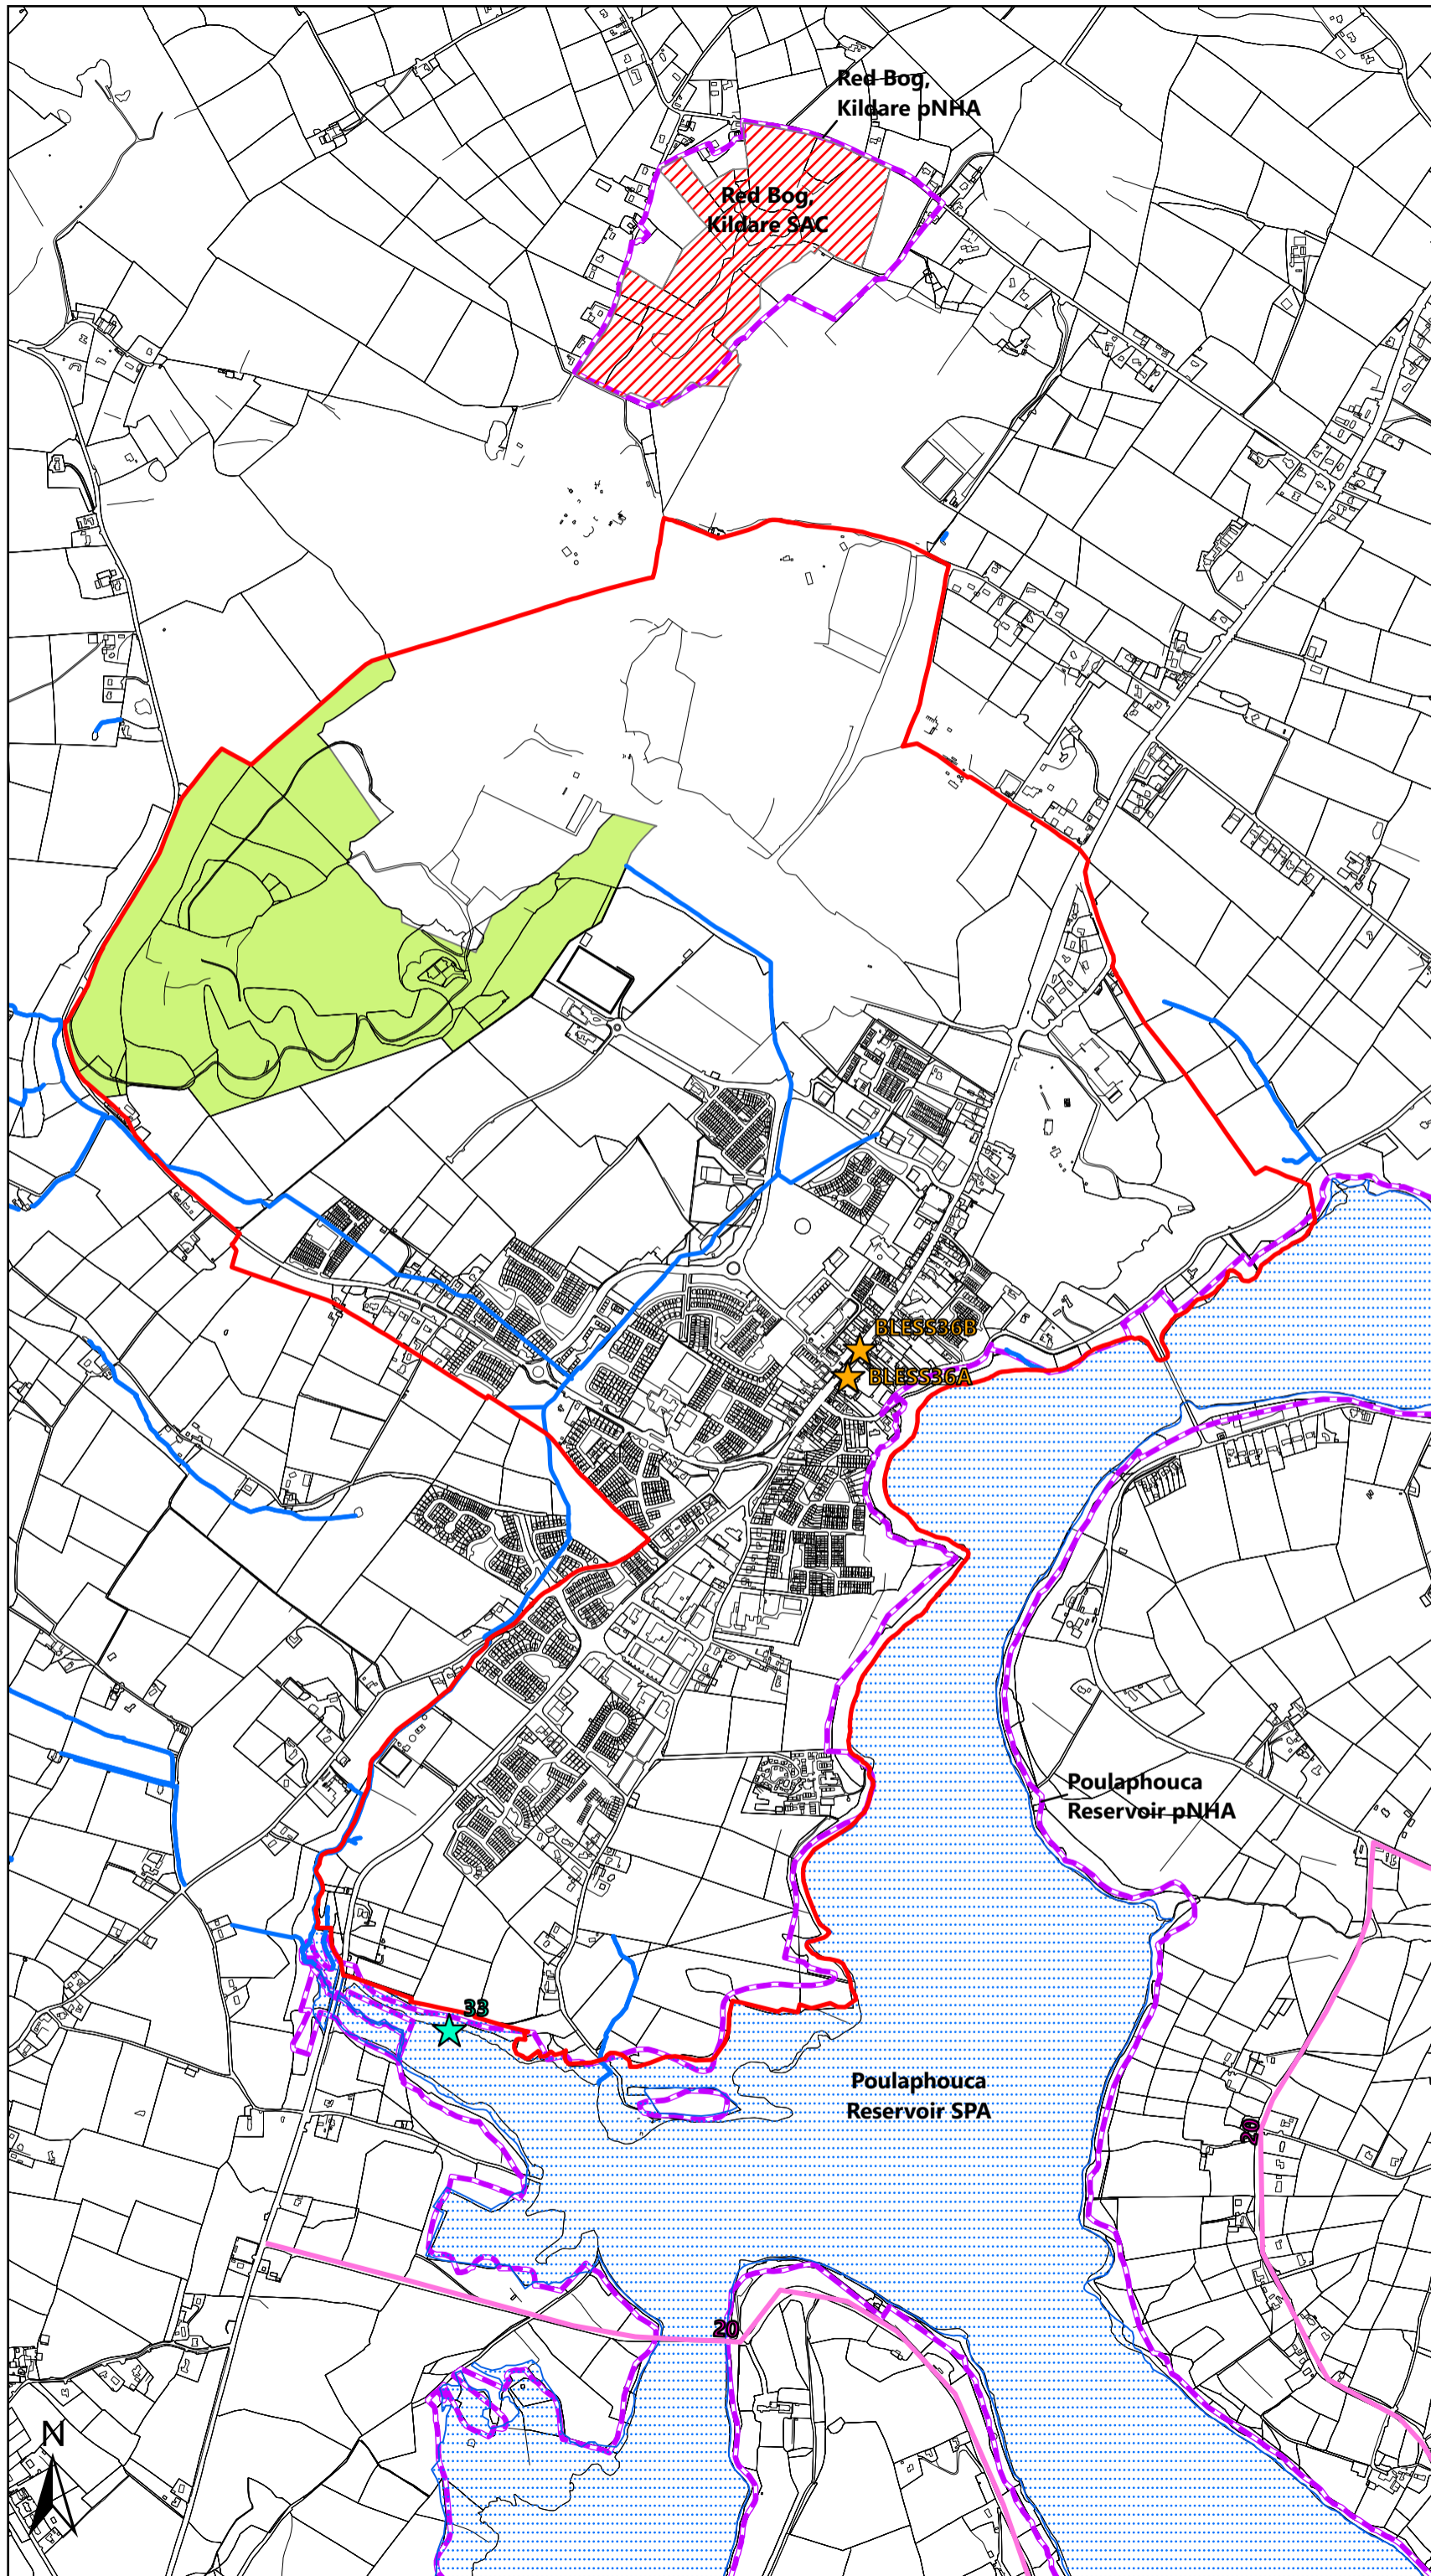 Red Bog,
Kildare pNHA
Red Bog,
Kildare SAC
BLESS36B
BLESS36A
Poulaphouca
Reservoir pNHA
33
Poulaphouca
Reservoir SPA
20
20
N